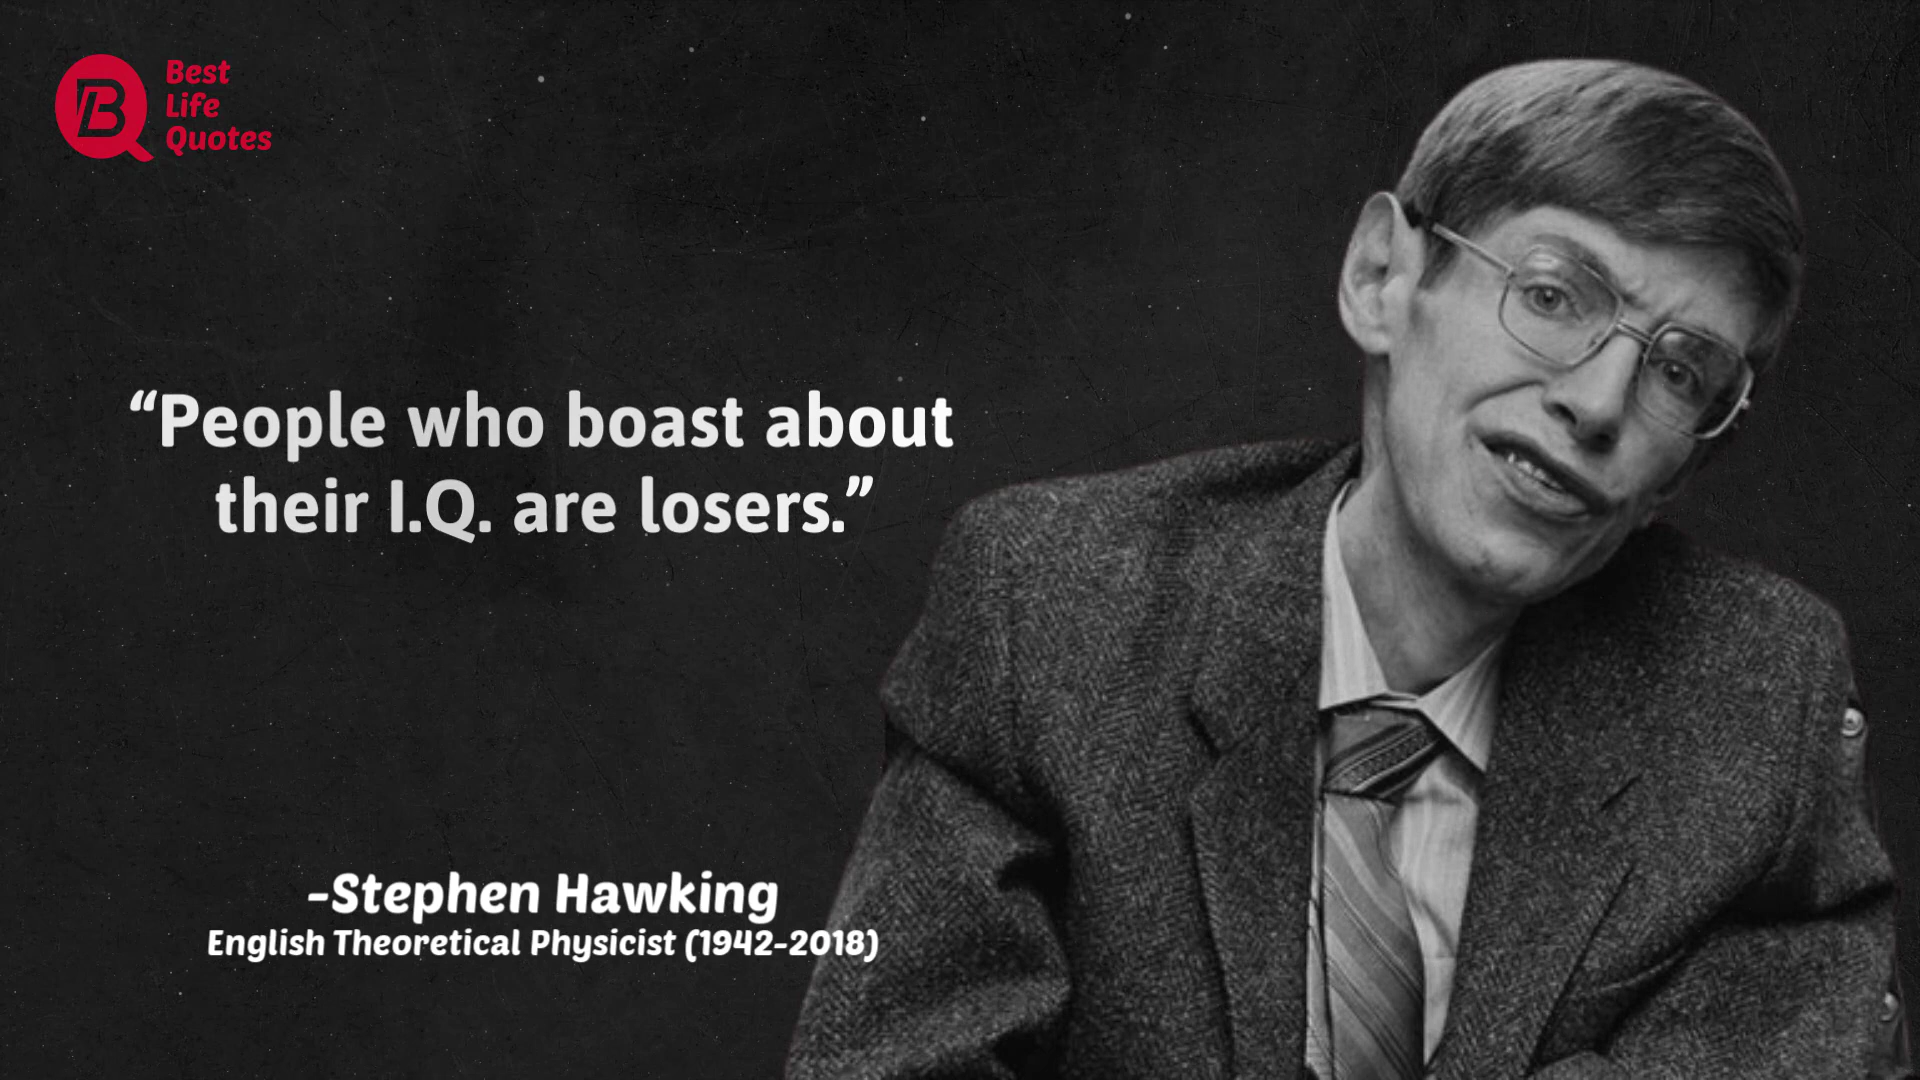 Best
Life
Quotes
“People who boast about
their I.Q. are losers.”
-Stephen Hawking
English Theoretical Physicist (1942-2018)